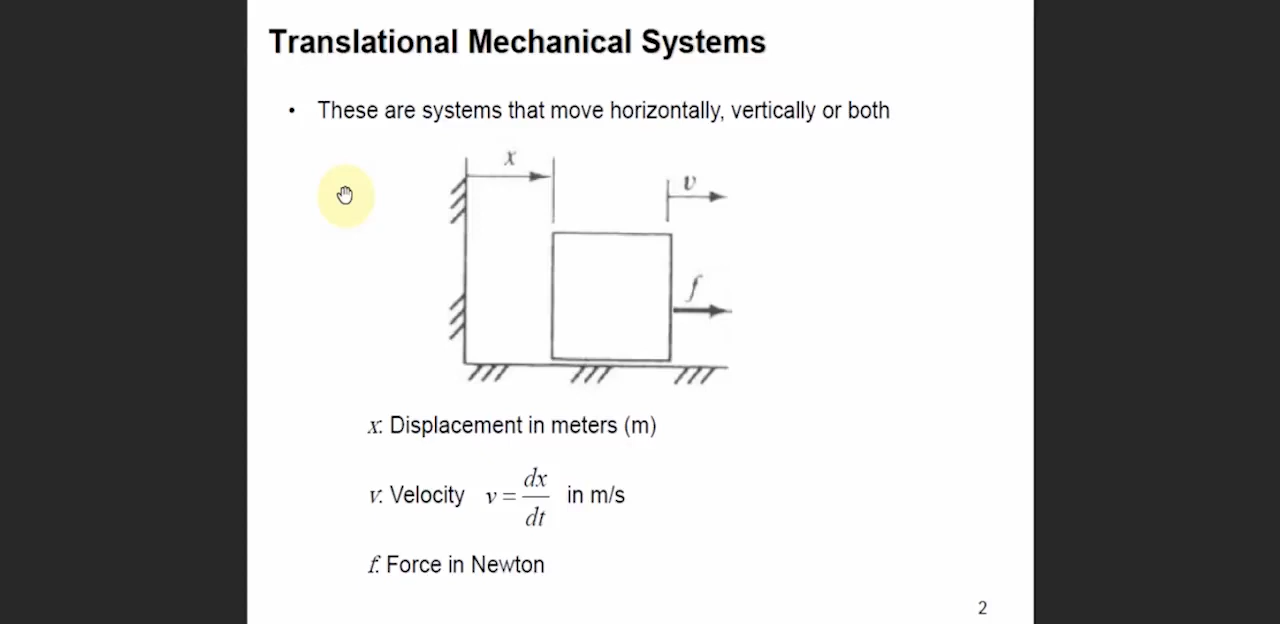 Translational Mechanical Systems
• These are systems that move horizontally, vertically or both
x
v
f
x: Displacement in meters (m)
v: Velocity v = dx/dt in m/s
f: Force in Newton
2